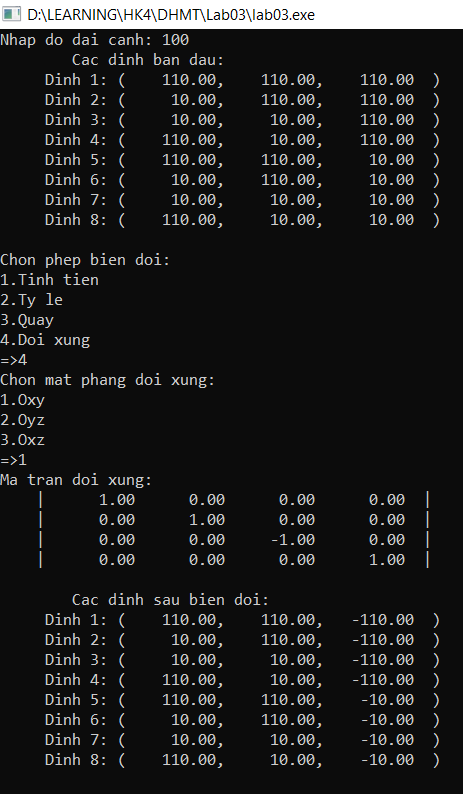 D:\LEARNING\HK4\DHMT\Lab03\lab03.exe
Nhap do dai canh: 100
Cac dinh ban dau:
Dinh 1: ( 110.00, 110.00, 110.00 )
Dinh 2: ( 10.00, 110.00, 110.00 )
Dinh 3: ( 10.00, 10.00, 110.00 )
Dinh 4: ( 110.00, 10.00, 110.00 )
Dinh 5: ( 110.00, 110.00, 10.00 )
Dinh 6: ( 10.00, 110.00, 10.00 )
Dinh 7: ( 10.00, 10.00, 10.00 )
Dinh 8: ( 110.00, 10.00, 10.00 )
Chon phep bien doi:
1.Tinh tien
2.Ty le
3.Quay
4.Doi xung
=>4
Chon mat phang doi xung:
1.Oxy
2.Oyz
3.Oxz
=>1
Ma tran doi xung:
| 1.00 0.00 0.00 0.00 |
| 0.00 1.00 0.00 0.00 |
| 0.00 0.00 -1.00 0.00 |
| 0.00 0.00 0.00 1.00 |
Cac dinh sau bien doi:
Dinh 1: ( 110.00, 110.00, -110.00 )
Dinh 2: ( 10.00, 110.00, -110.00 )
Dinh 3: ( 10.00, 10.00, -110.00 )
Dinh 4: ( 110.00, 10.00, -110.00 )
Dinh 5: ( 110.00, 110.00, -10.00 )
Dinh 6: ( 10.00, 110.00, -10.00 )
Dinh 7: ( 10.00, 10.00, -10.00 )
Dinh 8: ( 110.00, 10.00, -10.00 )